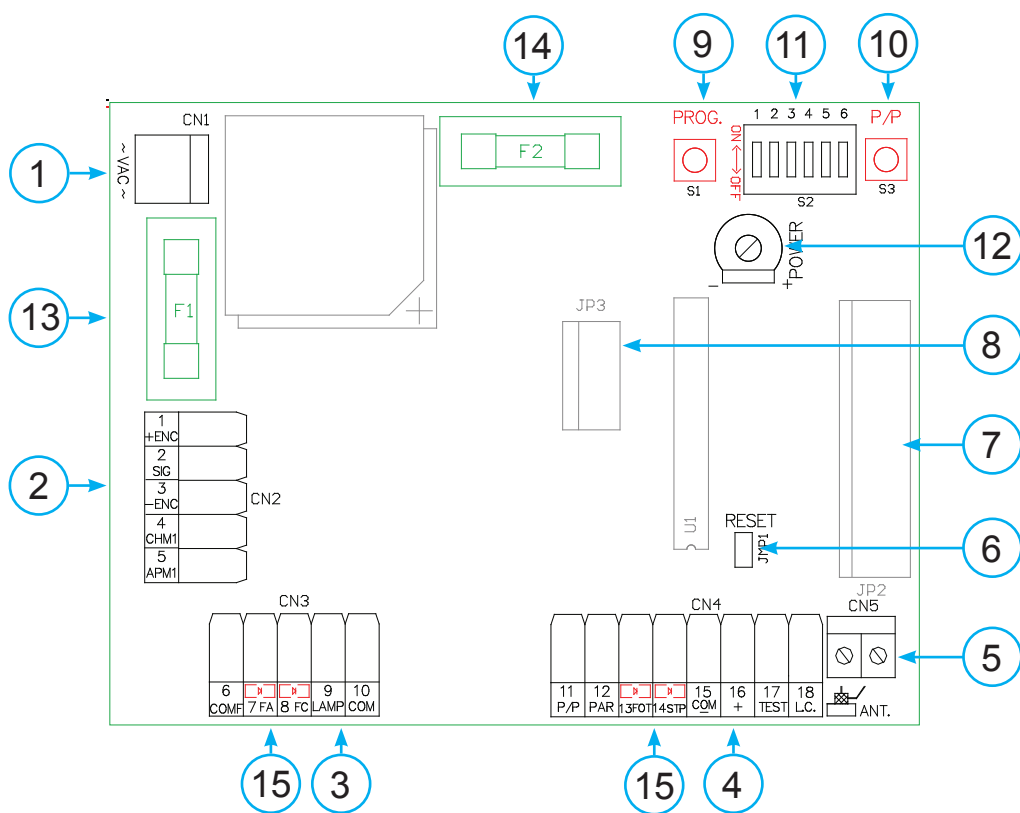 14
9
11
10
CN1
1 2 3 4 5 6
PROG.
P/P
~ VAC ~
1
F2
ON <--> OFF
S1
S2
S3
POWER
- +
12
13
F1
JP3
8
1
+ENC
2
SIG
3
-ENC
4
CHM1
5
APM1
CN2
2
7
U1
RESET
JMP1
6
JP2
CN3
CN4
CN5
5
6
COMF
7 FA
8 FC
9
LAMP
10
COM
11
P/P
12
PAR
13FOT
14STP
15
COM
-
16
+
17
TEST
18
L.C.
ANT.
15
3
15
4